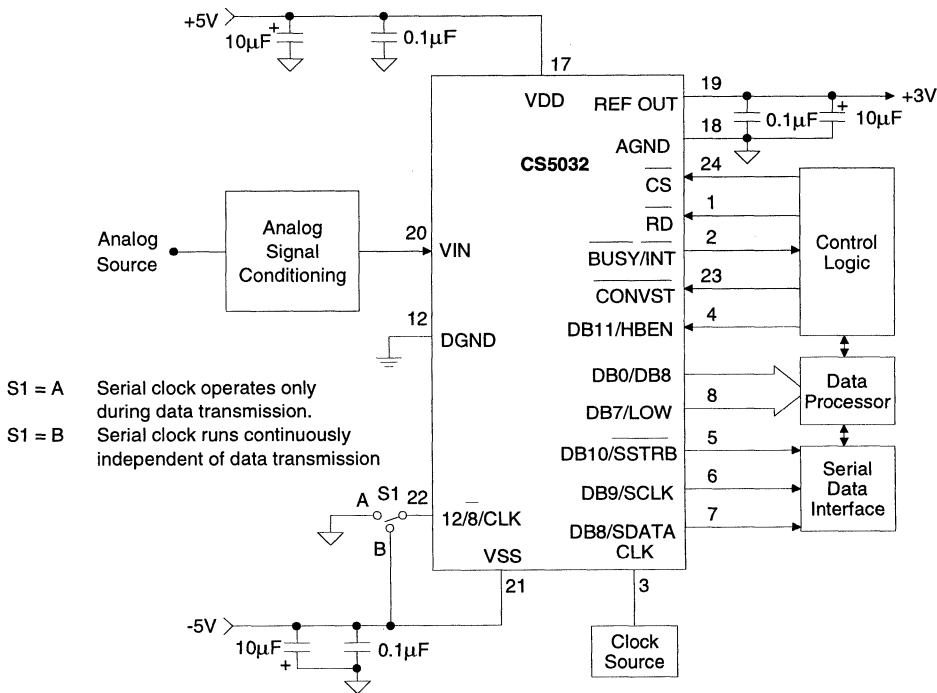 +5V
10µF
+
0.1µF
17
VDD
REF OUT
19
+3V
0.1µF
+
10µF
18
AGND
CS5032
24
CS
1
RD
2
BUSY/INT
23
CONVST
4
DB11/HBEN
Control
Logic
Analog
Source
Analog
Signal
Conditioning
20
VIN
12
DGND
DB0/DB8
8
DB7/LOW
Data
Processor
S1 = A Serial clock operates only
during data transmission.
S1 = B Serial clock runs continuously
independent of data transmission
5
DB10/SSTRB
6
DB9/SCLK
7
DB8/SDATA
Serial
Data
Interface
A
S1
22
12/8/CLK
B
VSS
CLK
21
3
-5V
10µF
+
0.1µF
Clock
Source